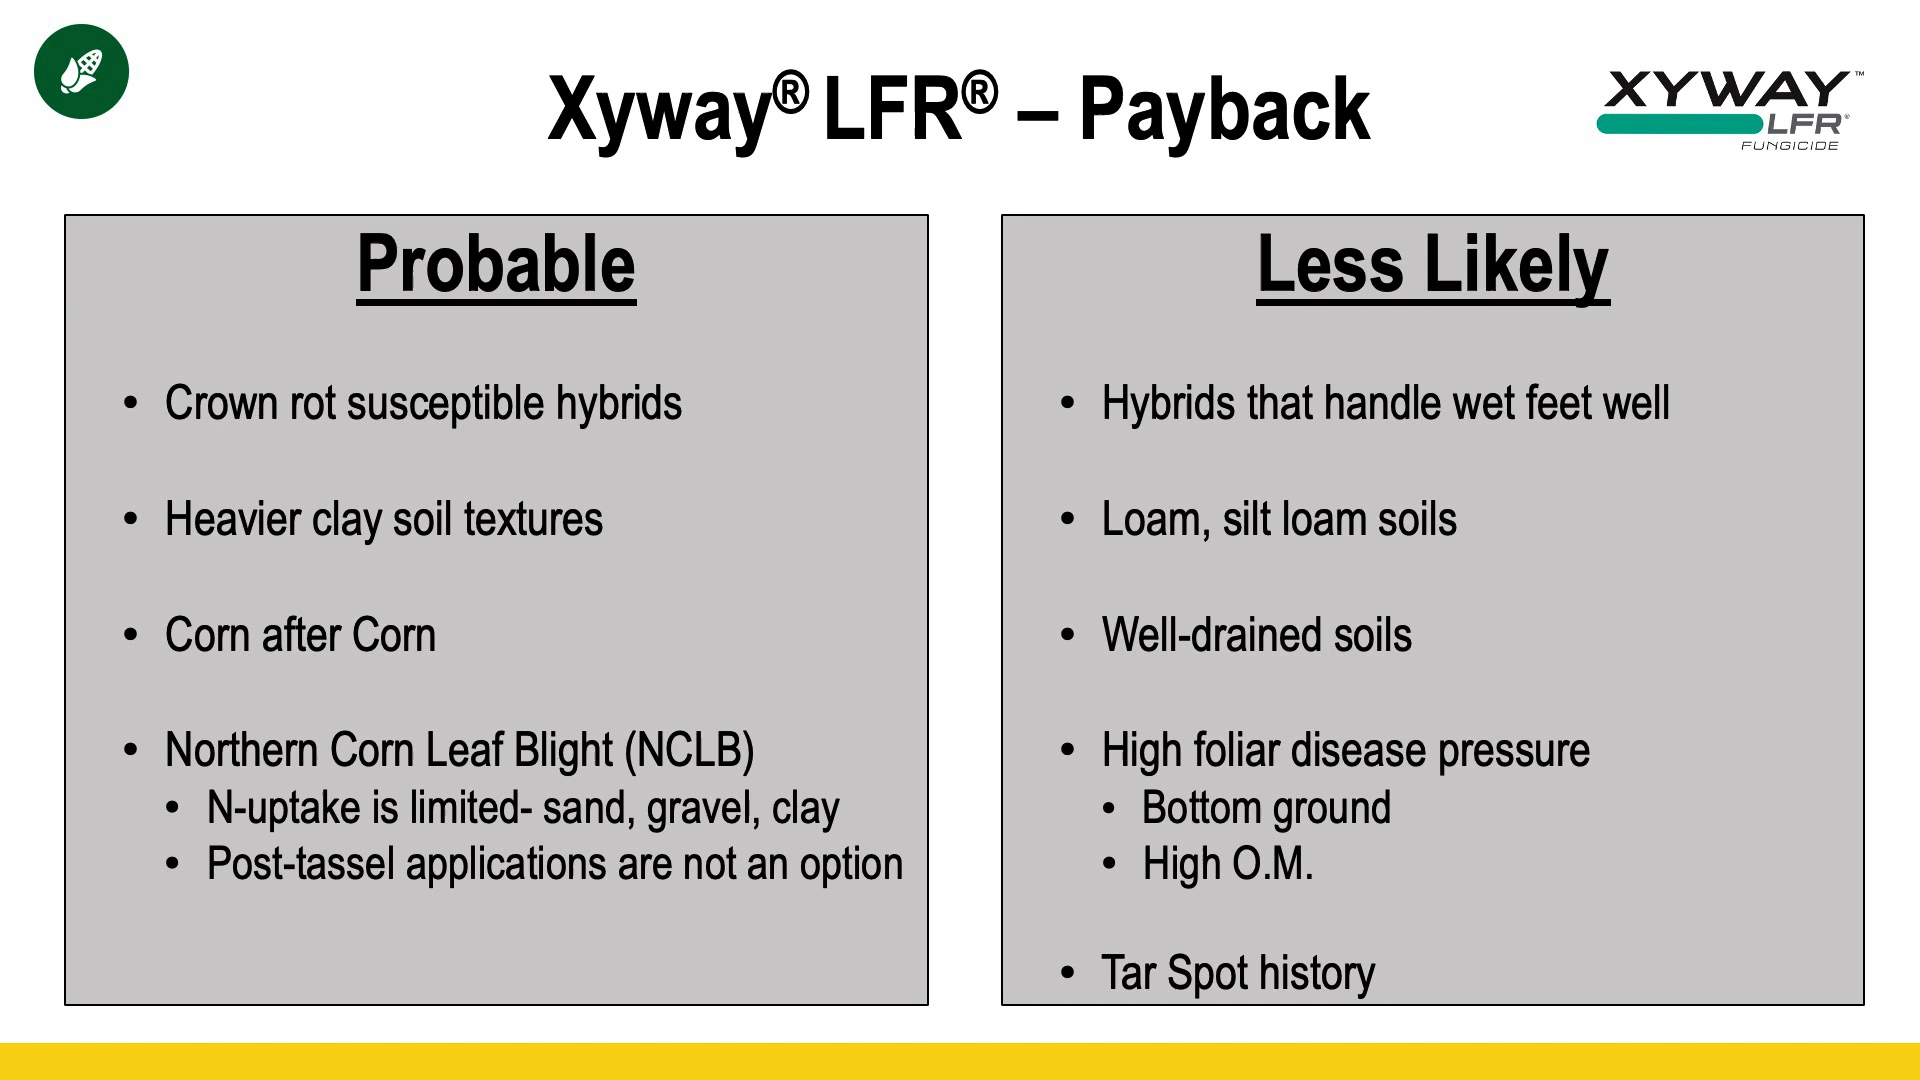 Xyway® LFR® – Payback
XYWAY™
LFR®
FUNGICIDE
Probable
• Crown rot susceptible hybrids
• Heavier clay soil textures
• Corn after Corn
• Northern Corn Leaf Blight (NCLB)
• N-uptake is limited- sand, gravel, clay
• Post-tassel applications are not an option
Less Likely
• Hybrids that handle wet feet well
• Loam, silt loam soils
• Well-drained soils
• High foliar disease pressure
• Bottom ground
• High O.M.
• Tar Spot history